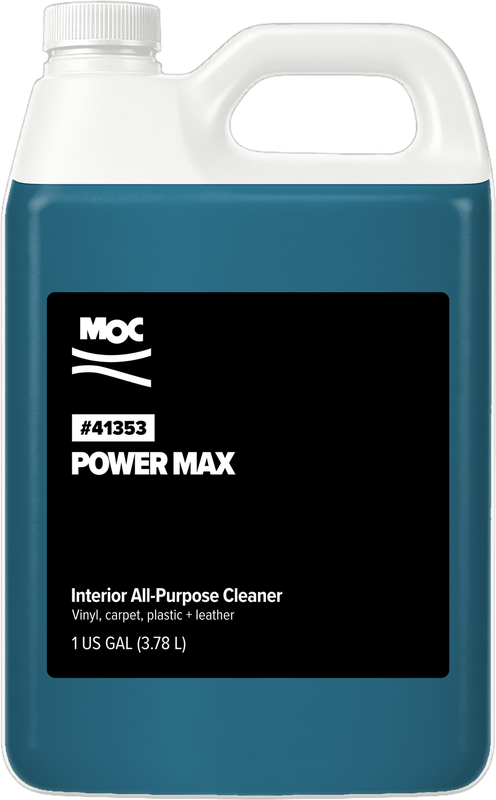 MOC
#41353
POWER MAX
Interior All-Purpose Cleaner
Vinyl, carpet, plastic + leather
1 US GAL (3.78 L)